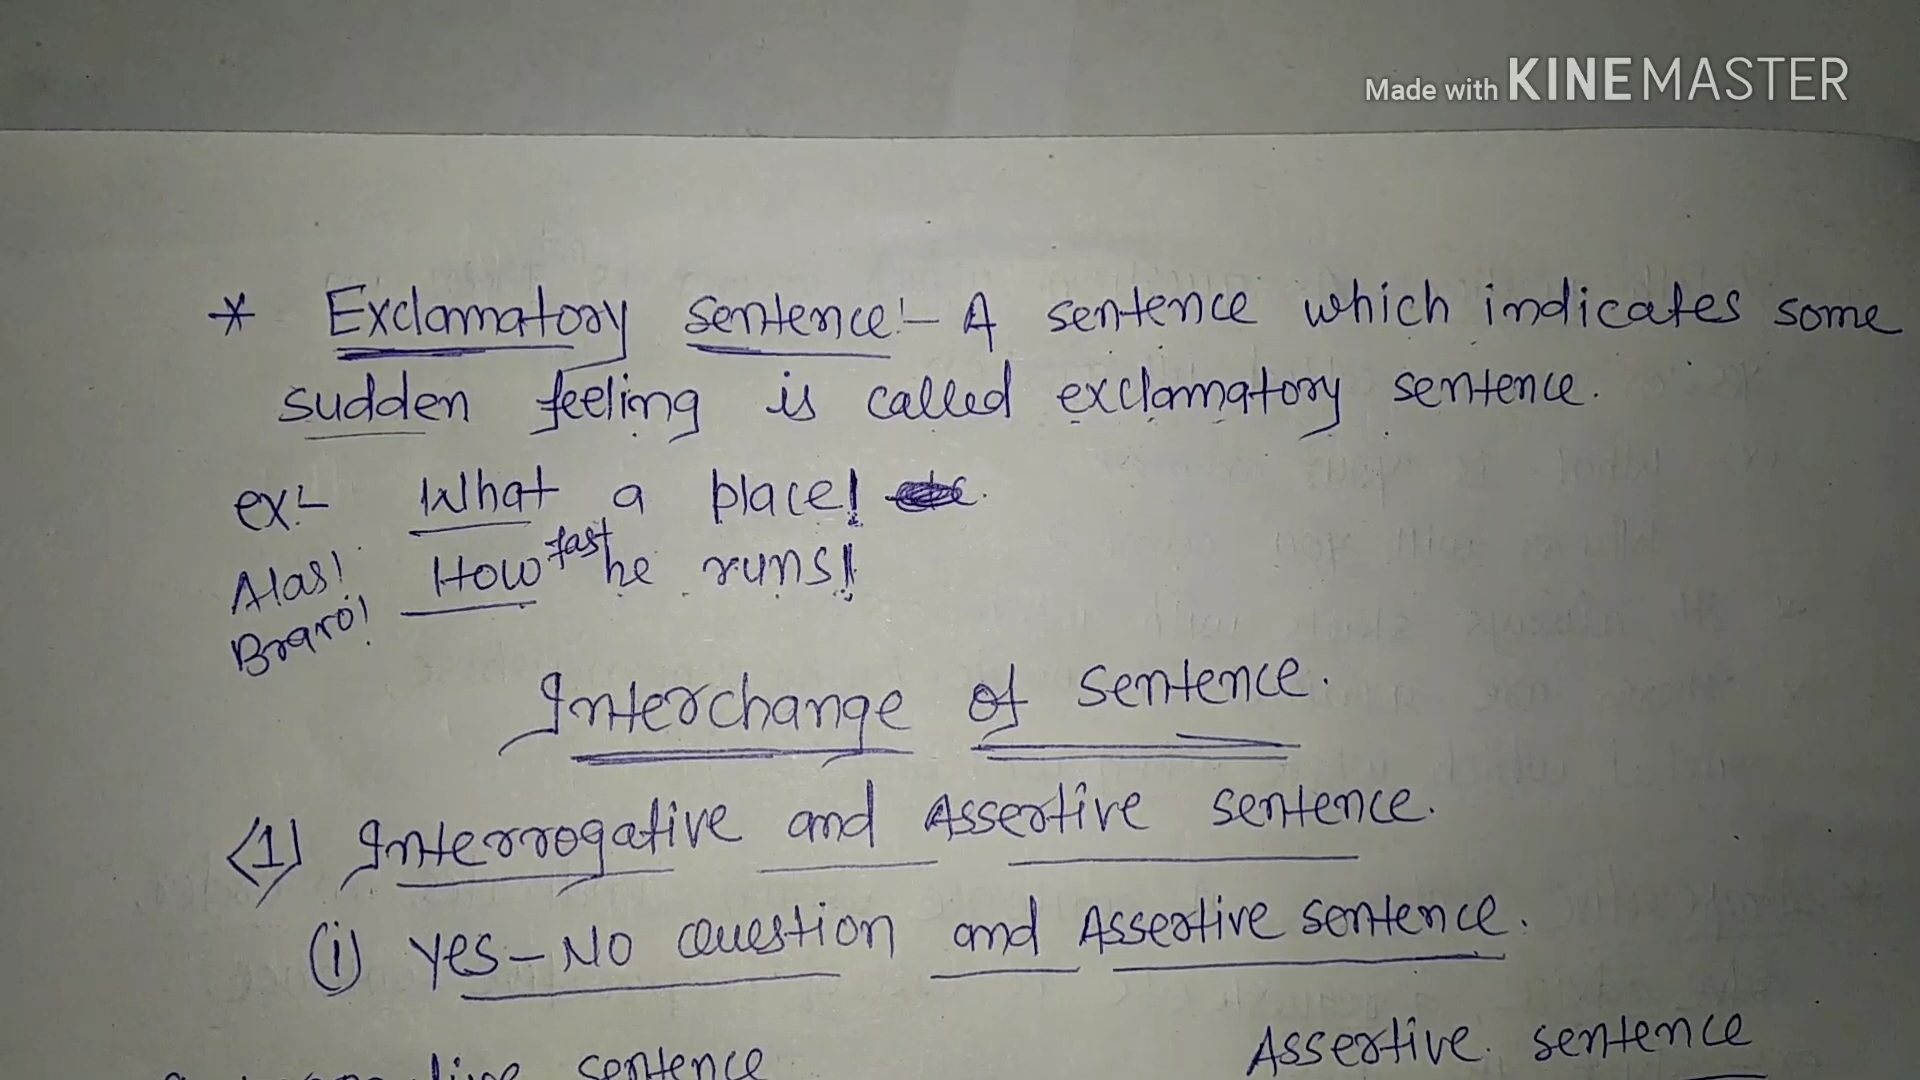 Made with KINEMASTER
* Exclamatory sentence:- A sentence which indicates some
sudden feeling is called exclamatory sentence.
ex:- What a place!
Alas! How fast he runs!
Bravo!
Interchange of sentence.
(1) Interrogative and Assertive sentence.
(i) Yes-No Question and Assertive sentence.
sentence Assertive sentence